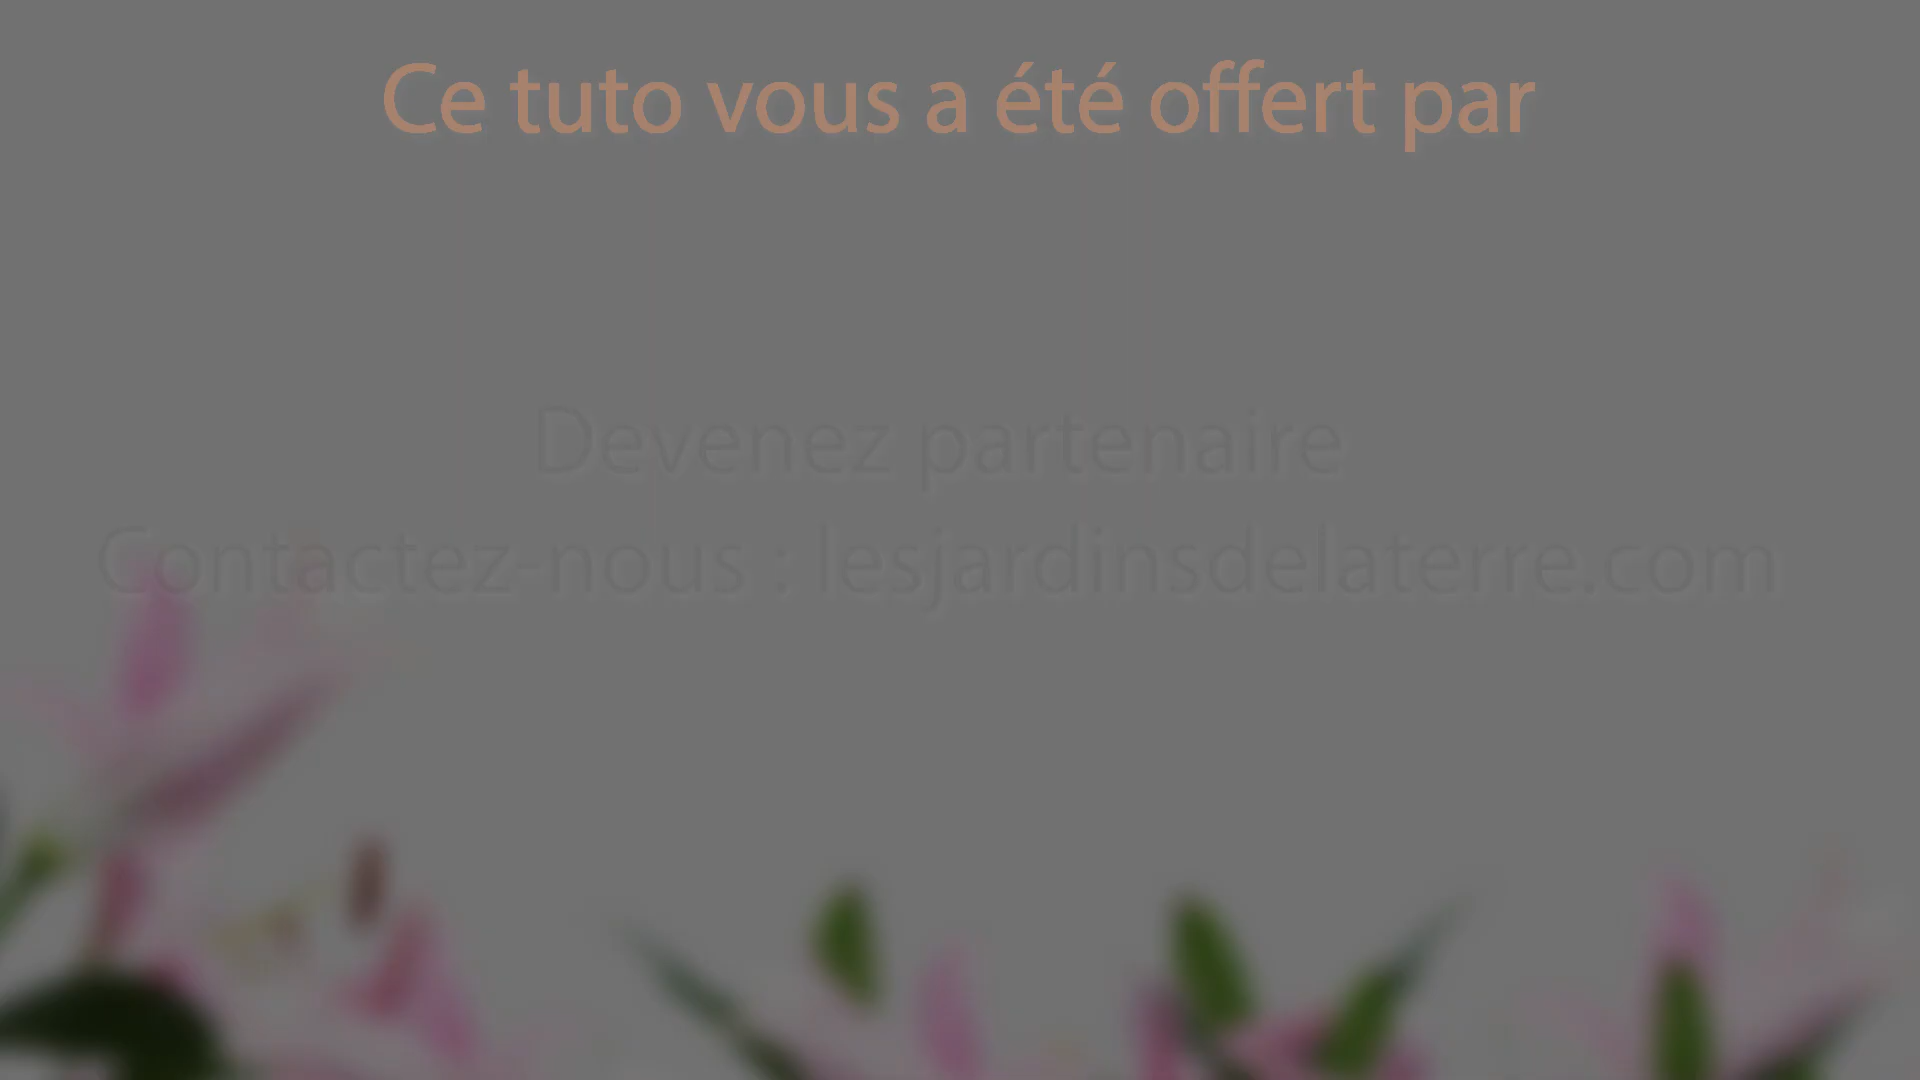 Ce tuto vous a été offert par
Devenez partenaire
Contactez-nous : lesjardinsdelaterre.com